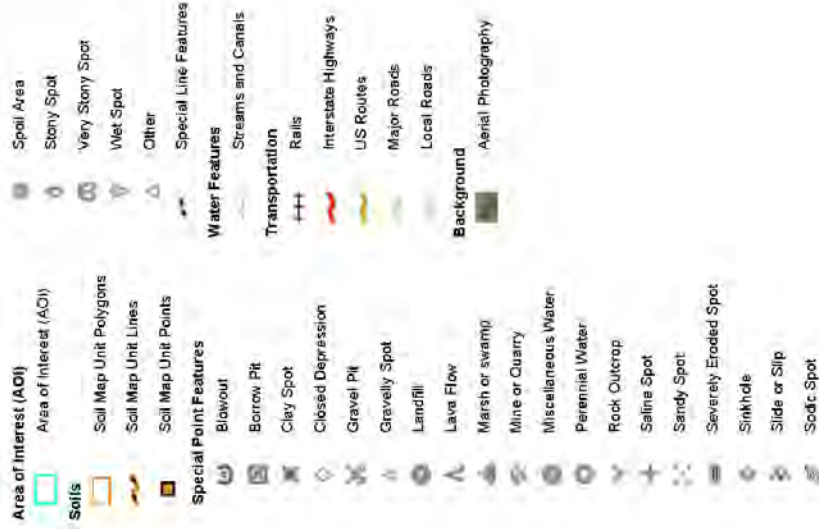 Area of Interest (AOI)
Area of Interest (AOI)
Soils
Soil Map Unit Polygons
Soil Map Unit Lines
Soil Map Unit Points
Special Point Features
Blowout
Borrow Pit
Clay Spot
Closed Depression
Gravel Pit
Gravelly Spot
Landfill
Lava Flow
Marsh or swamp
Mine or Quarry
Miscellaneous Water
Perennial Water
Rock Outcrop
Saline Spot
Sandy Spot
Severely Eroded Spot
Sinkhole
Slide or Slip
Sodic Spot
Spoil Area
Stony Spot
Very Stony Spot
Wet Spot
Other
Special Line Features
Water Features
Streams and Canals
Transportation
Rails
Interstate Highways
US Routes
Major Roads
Local Roads
Background
Aerial Photography